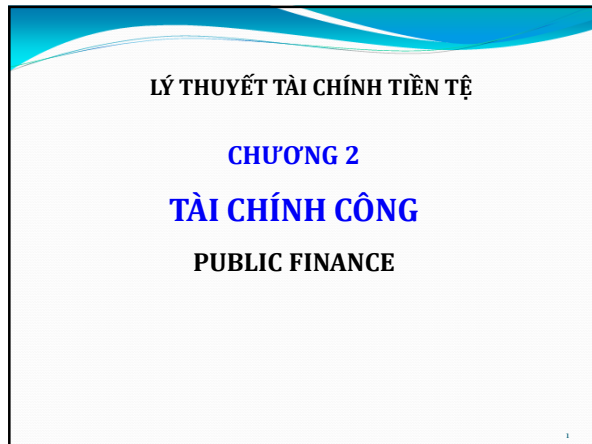 LÝ THUYẾT TÀI CHÍNH TIỀN TỆ
CHƯƠNG 2
TÀI CHÍNH CÔNG
PUBLIC FINANCE
1